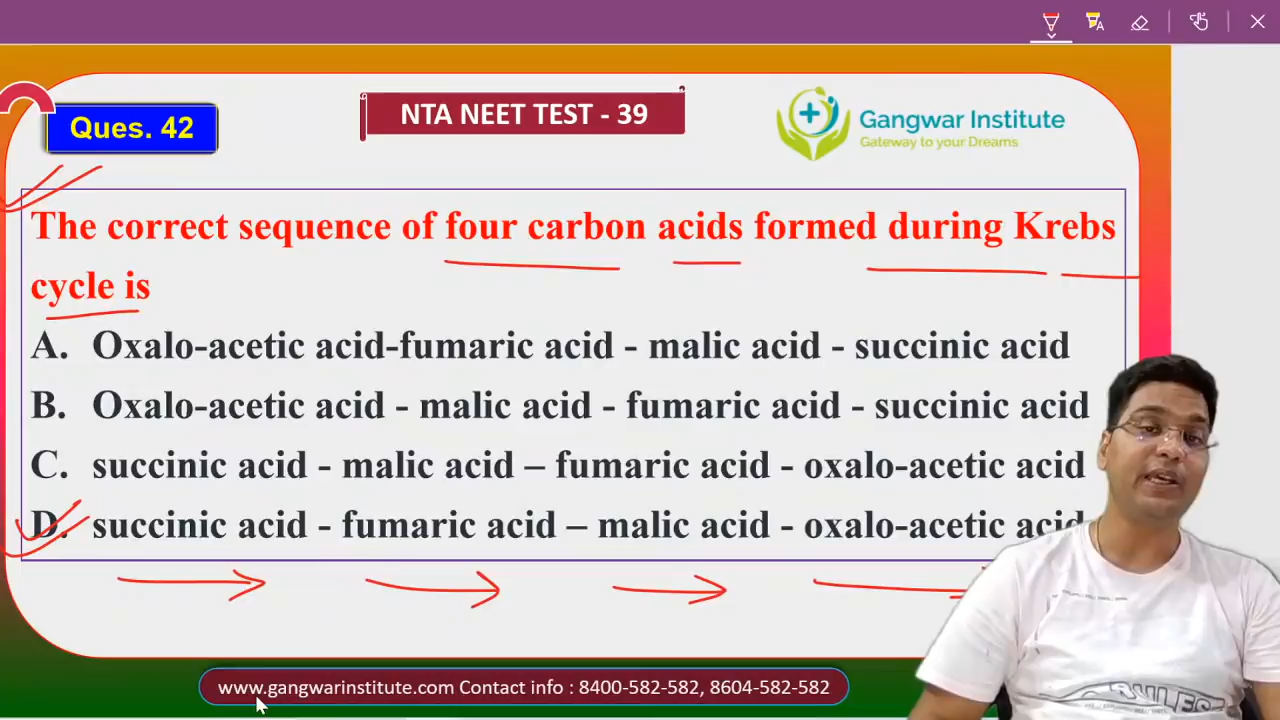 Ques. 42
NTA NEET TEST - 39
Gangwar Institute
Gateway to your Dreams
The correct sequence of four carbon acids formed during Krebs
cycle is
A. Oxalo-acetic acid-fumaric acid - malic acid - succinic acid
B. Oxalo-acetic acid - malic acid - fumaric acid - succinic acid
C. succinic acid - malic acid – fumaric acid - oxalo-acetic acid
D. succinic acid - fumaric acid – malic acid - oxalo-acetic acid
www.gangwarinstitute.com Contact info : 8400-582-582, 8604-582-582